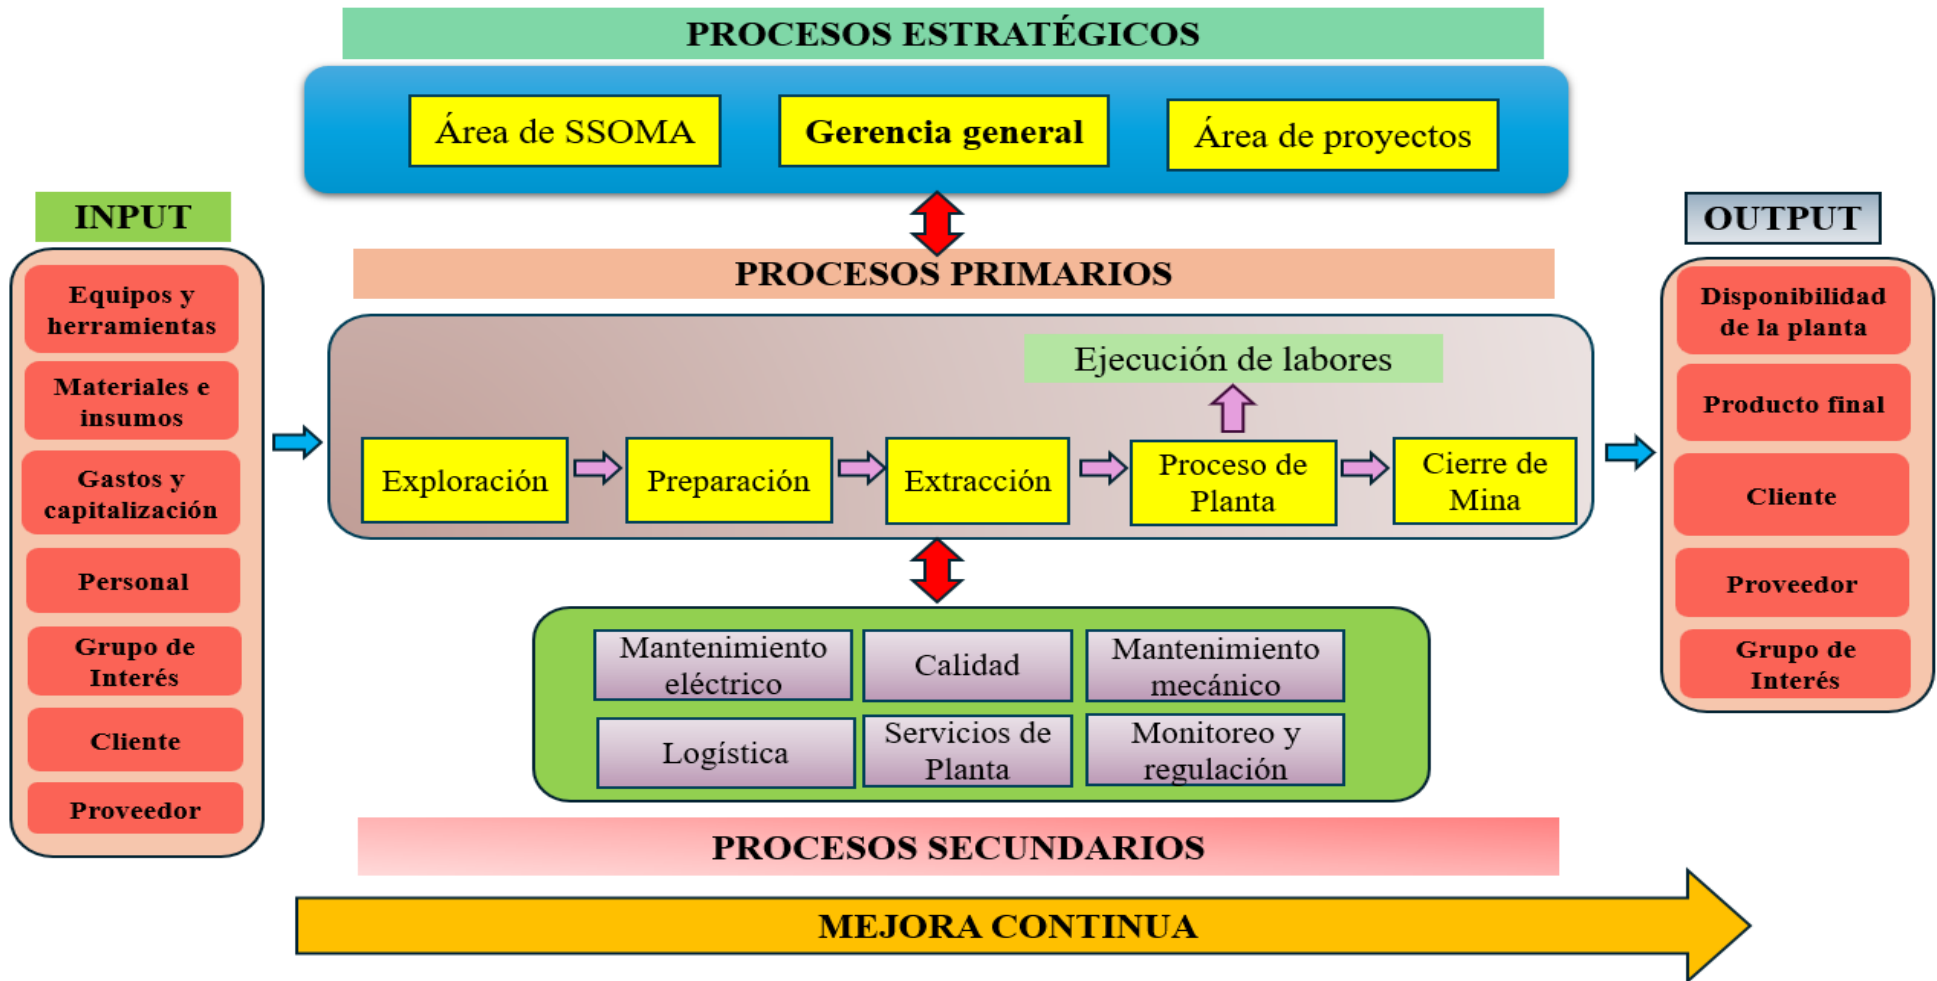 PROCESOS ESTRATÉGICOS
Área de SSOMA
Gerencia general
Área de proyectos
INPUT
Equipos y
herramientas
Materiales e
insumos
Gastos y
capitalización
Personal
Grupo de
Interés
Cliente
Proveedor
PROCESOS PRIMARIOS
Ejecución de labores
Exploración
Preparación
Extracción
Proceso de
Planta
Cierre de
Mina
Mantenimiento
eléctrico
Calidad
Mantenimiento
mecánico
Logística
Servicios de
Planta
Monitoreo y
regulación
PROCESOS SECUNDARIOS
OUTPUT
Disponibilidad
de la planta
Producto final
Cliente
Proveedor
Grupo de
Interés
MEJORA CONTINUA